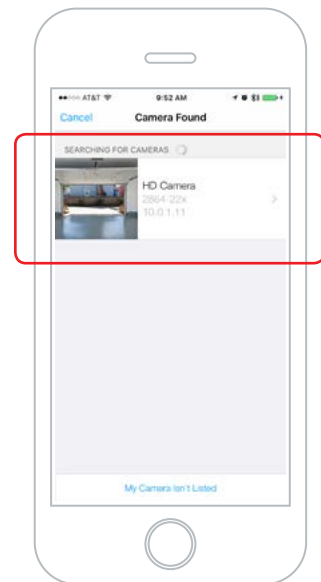 AT&T 9:52 AM
Cancel Camera Found
SEARCHING FOR CAMERAS
HD Camera
2864-22x
10.0.1.11
My Camera Isn't Listed